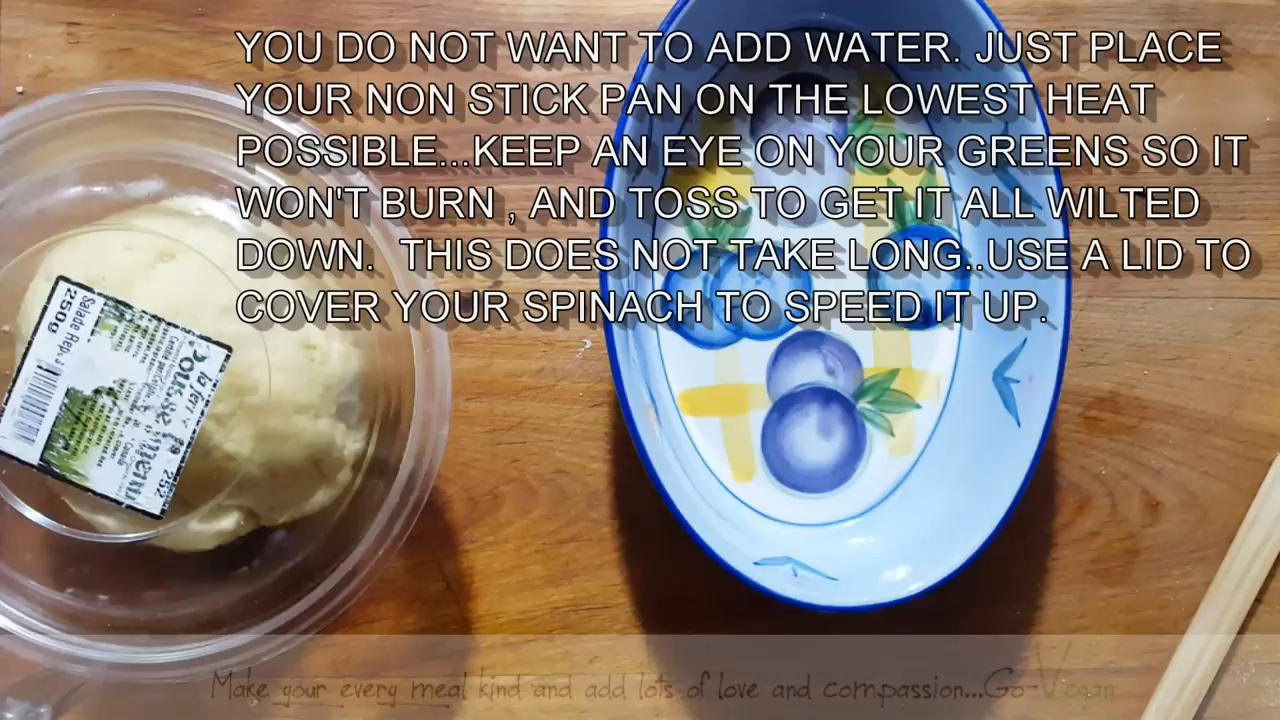 YOU DO NOT WANT TO ADD WATER. JUST PLACE
YOUR NON STICK PAN ON THE LOWEST HEAT
POSSIBLE...KEEP AN EYE ON YOUR GREENS SO IT
WON'T BURN , AND TOSS TO GET IT ALL WILTED
DOWN. THIS DOES NOT TAKE LONG..USE A LID TO
COVER YOUR SPINACH TO SPEED IT UP.
250g
Salade
252
Make your every meal kind and add lots of love and compassion...Go Vegan